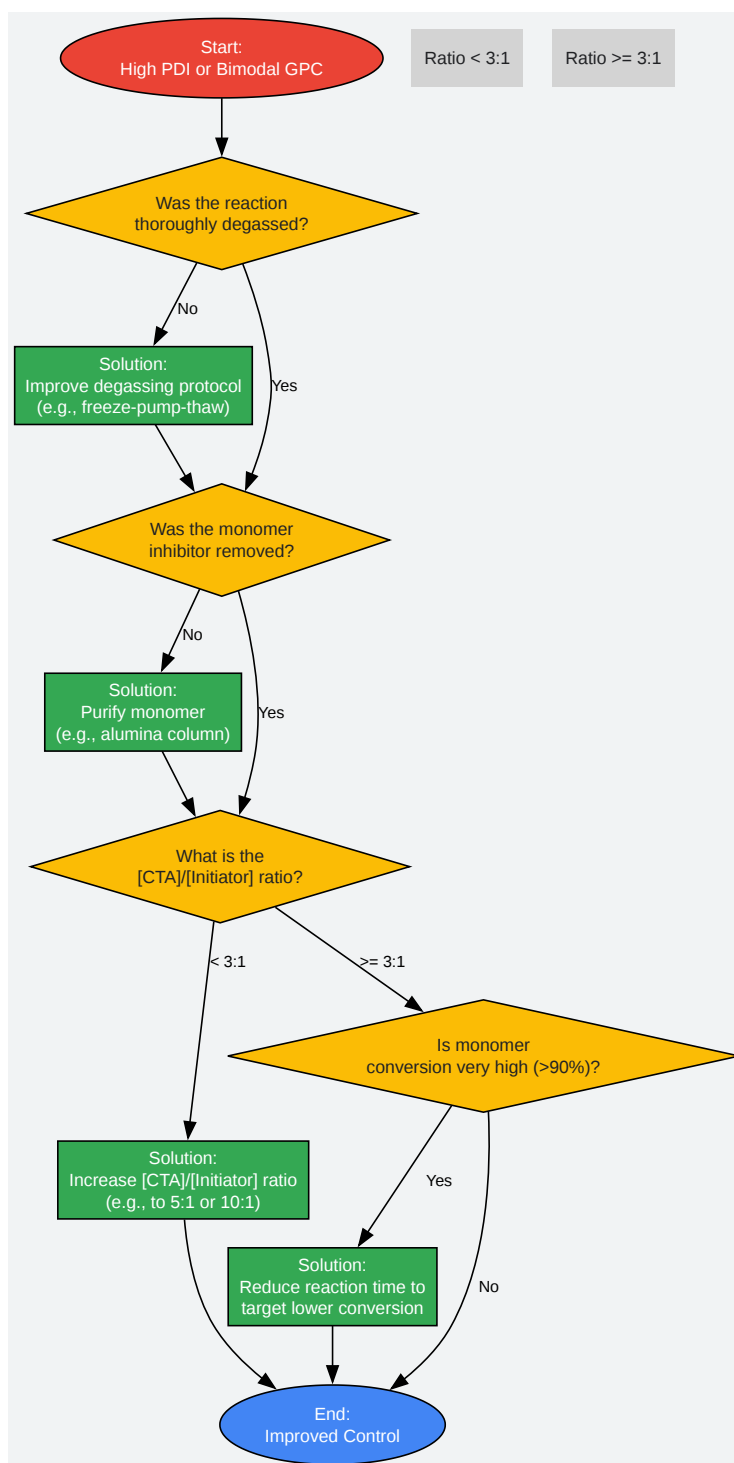 Start:
High PDI or Bimodal GPC
Ratio < 3:1
Ratio >= 3:1
Was the reaction
thoroughly degassed?
No
Yes
Solution:
Improve degassing protocol
(e.g., freeze-pump-thaw)
Was the monomer
inhibitor removed?
No
Yes
Solution:
Purify monomer
(e.g., alumina column)
What is the
[CTA]/[Initiator] ratio?
< 3:1
>= 3:1
Is monomer
conversion very high (>90%)?
Solution:
Increase [CTA]/[Initiator] ratio
(e.g., to 5:1 or 10:1)
Yes
No
Solution:
Reduce reaction time to
target lower conversion
End:
Improved Control